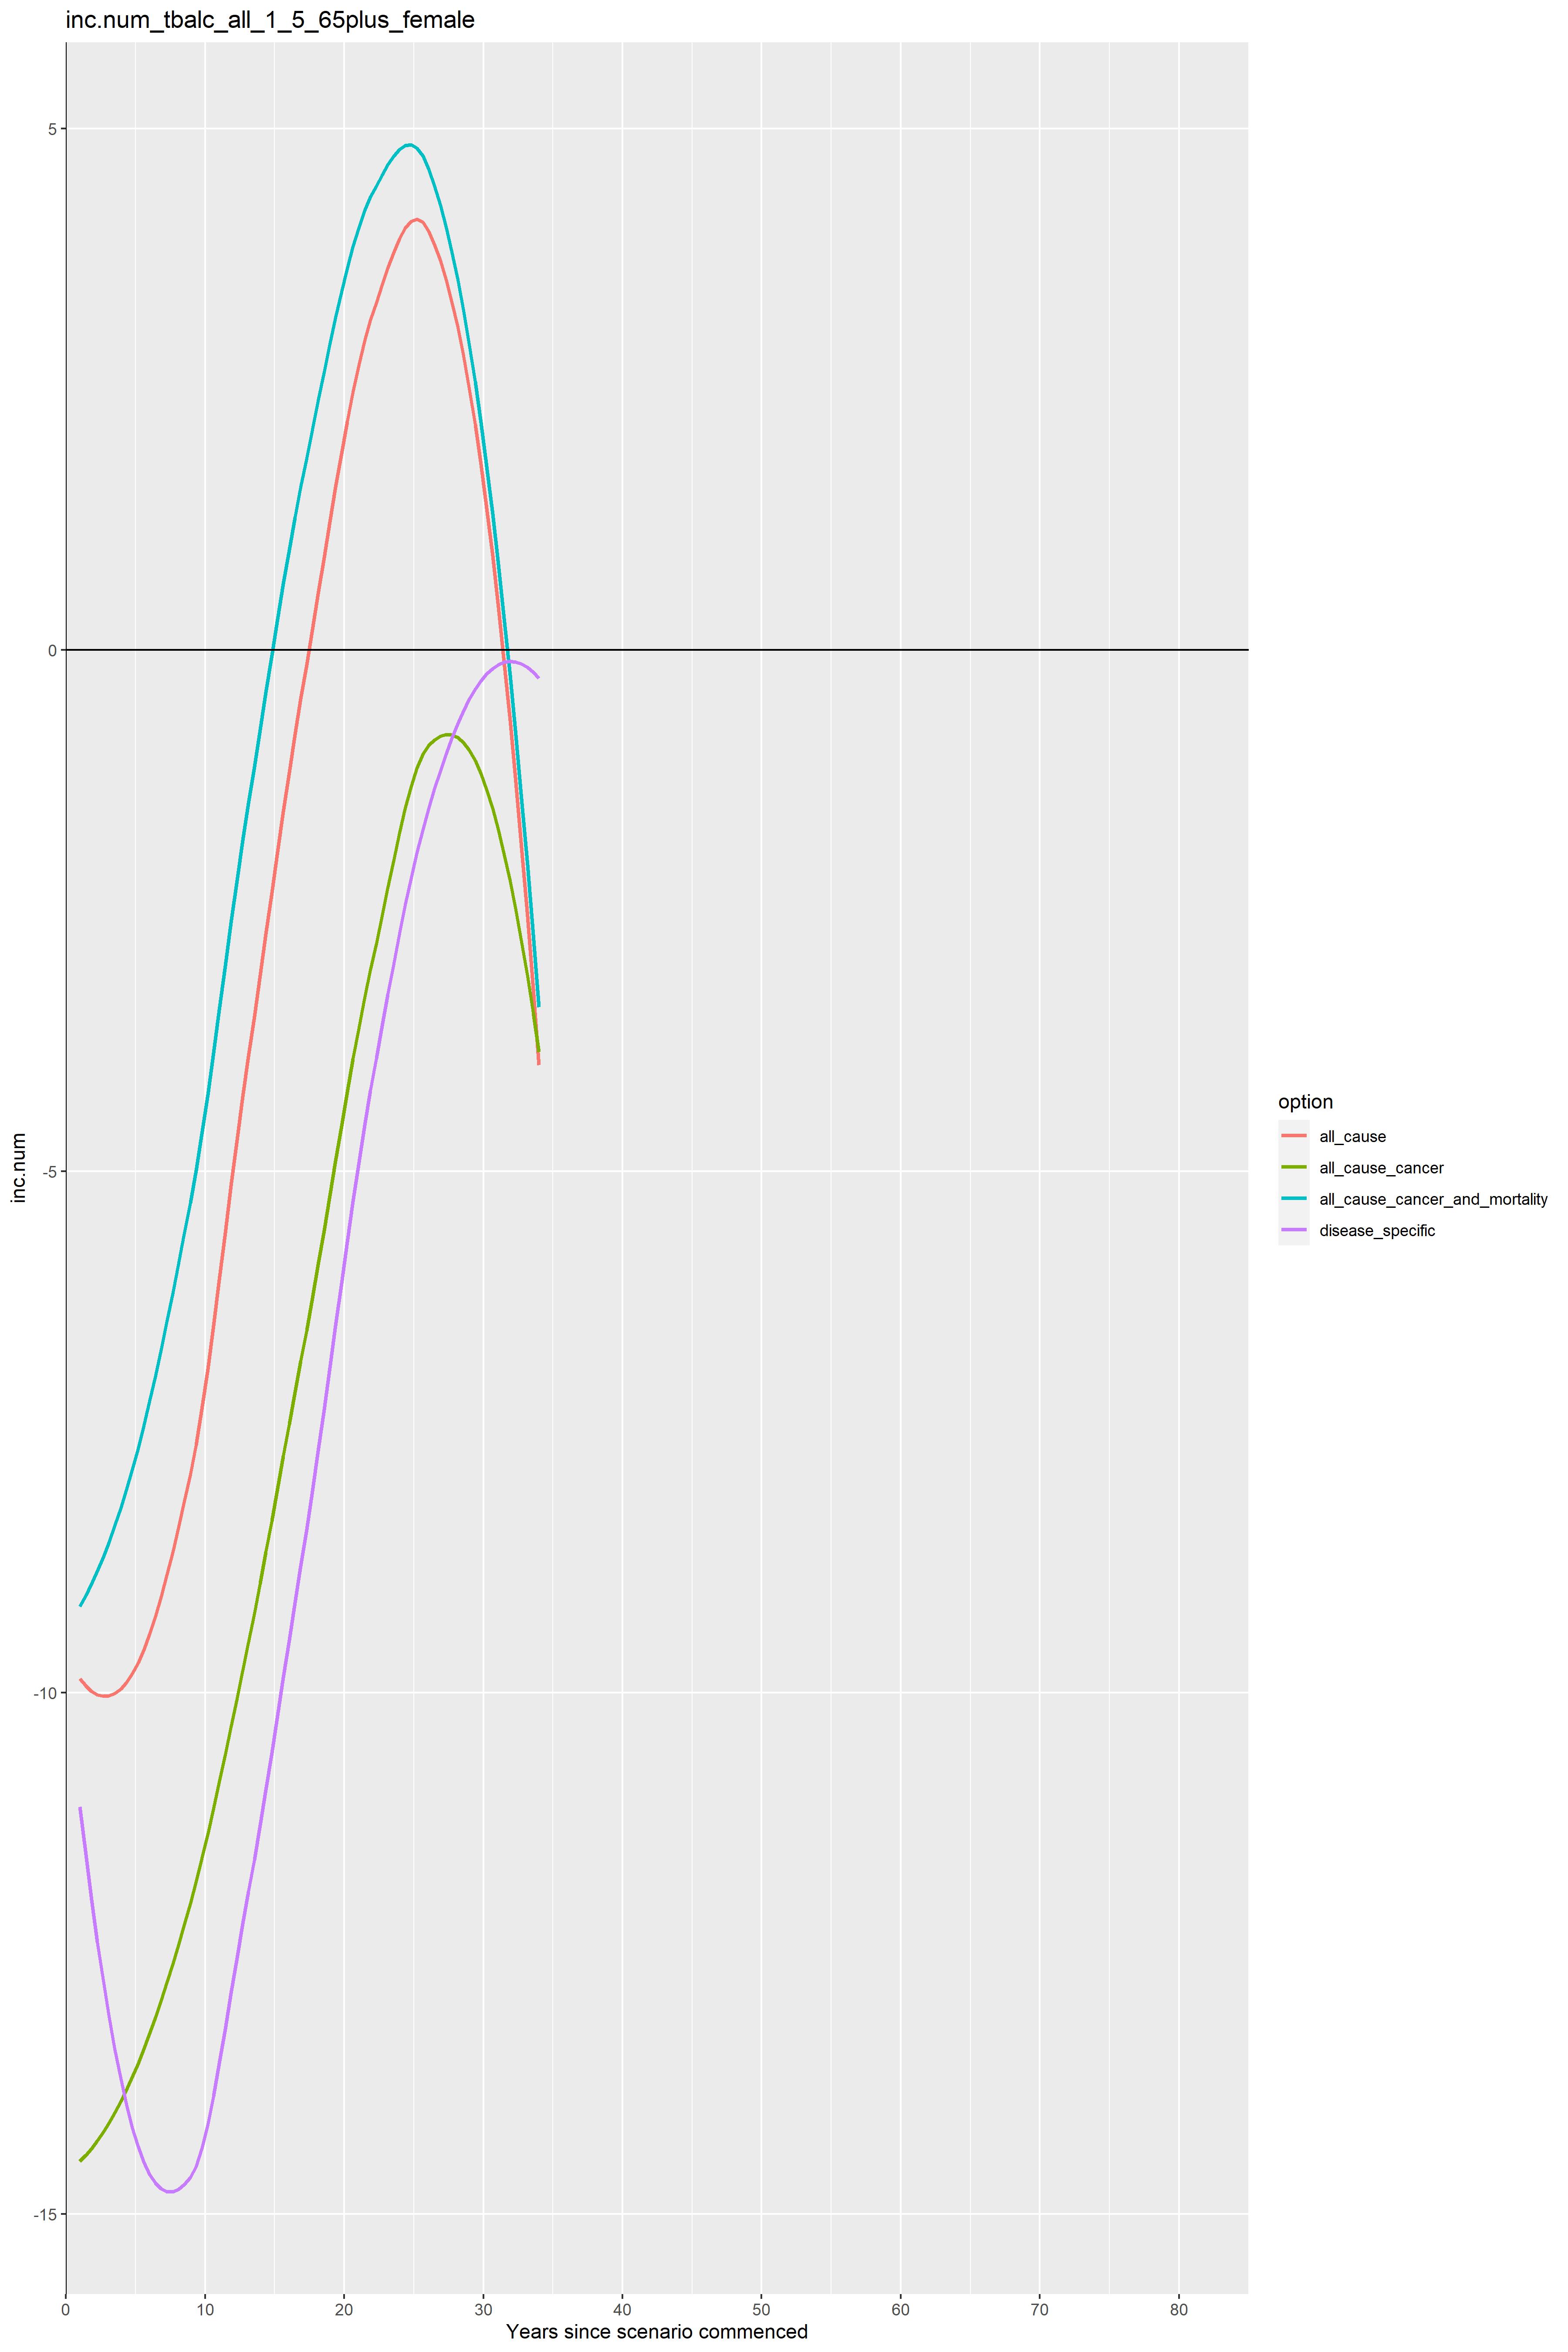 inc.num_tbalc_all_1_5_65plus_female
inc.num
5
0
-5
-10
-15
0
10
20
30
40
50
60
70
80
Years since scenario commenced
option
all_cause
all_cause_cancer
all_cause_cancer_and_mortality
disease_specific